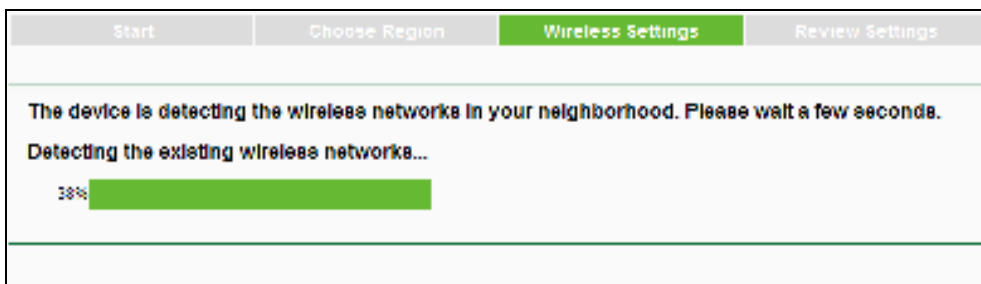 Start Choose Region Wireless Settings Review Settings
The device is detecting the wireless networks in your neighborhood. Please wait a few seconds.
Detecting the existing wireless networks...
38%